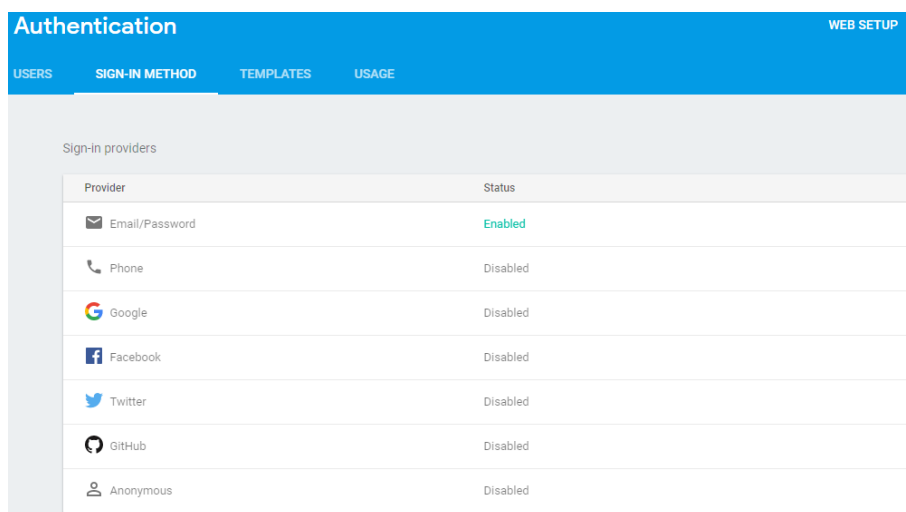 Authentication
WEB SETUP
USERS SIGN-IN METHOD TEMPLATES USAGE
Sign-in providers
Provider Status
Email/Password Enabled
Phone Disabled
Google Disabled
Facebook Disabled
Twitter Disabled
GitHub Disabled
Anonymous Disabled